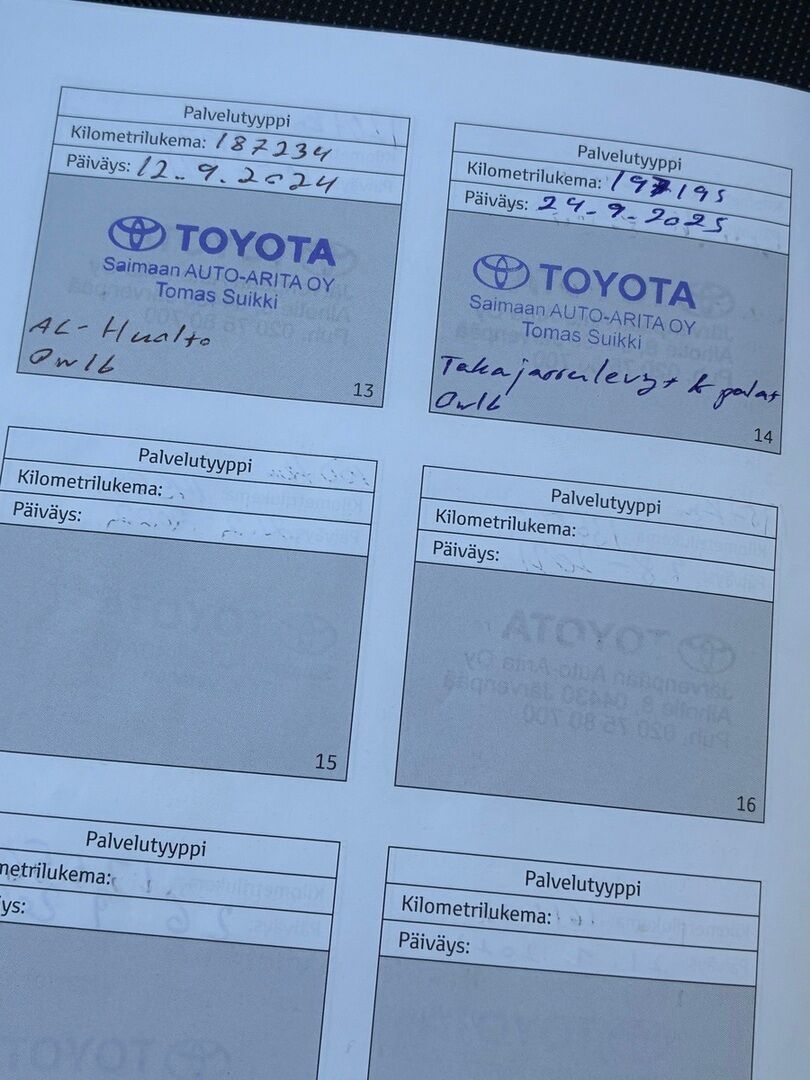 Palvelutyyppi
Kilometrilukema: 187234
Päiväys: 12.9.2024
TOYOTA
Saimaan AUTO-ARITA OY
Tomas Suikki
AC-Huolto
0W16
13
Palvelutyyppi
Kilometrilukema: 197195
Päiväys: 24.9.2025
TOYOTA
Saimaan AUTO-ARITA OY
Tomas Suikki
Takajarrulevyt & palat
0W16
14
Palvelutyyppi
Kilometrilukema:
Päiväys:
15
Palvelutyyppi
Kilometrilukema:
Päiväys:
16
Palvelutyyppi
metrilukema:
ys:
Palvelutyyppi
Kilometrilukema:
Päiväys: